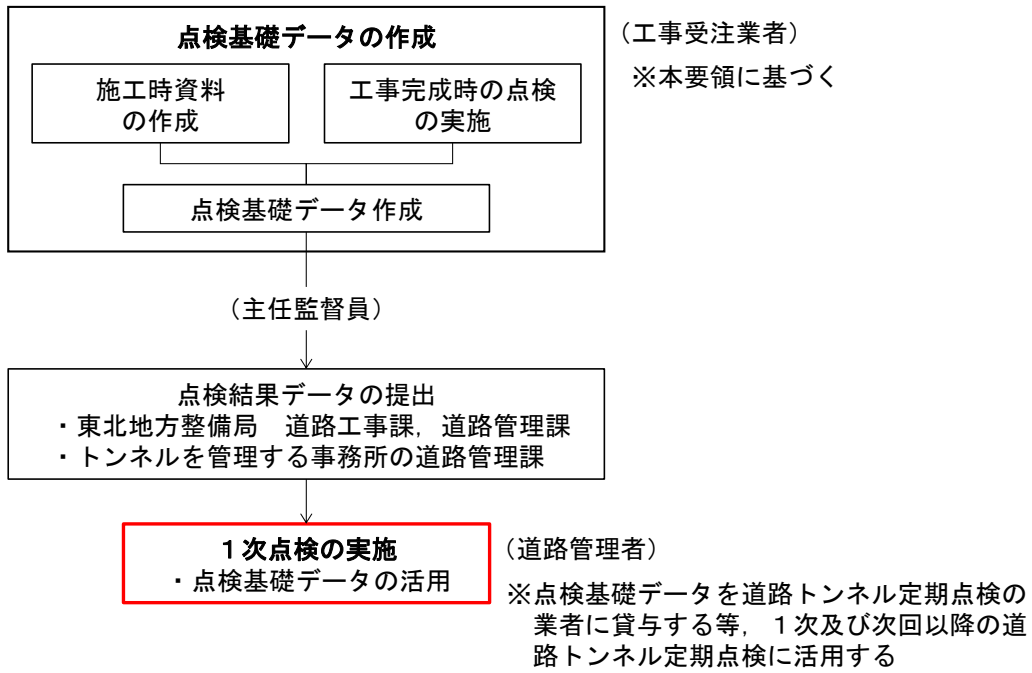 点検基礎データの作成
（工事受注業者）
※本要領に基づく
施工時資料
の作成
工事完成時の点検
の実施
点検基礎データ作成
（主任監督員）
点検結果データの提出
・東北地方整備局　道路工事課，道路管理課
・トンネルを管理する事務所の道路管理課
１次点検の実施
・点検基礎データの活用
（道路管理者）
※点検基礎データを道路トンネル定期点検の
業者に貸与する等，１次及び次回以降の道
路トンネル定期点検に活用する